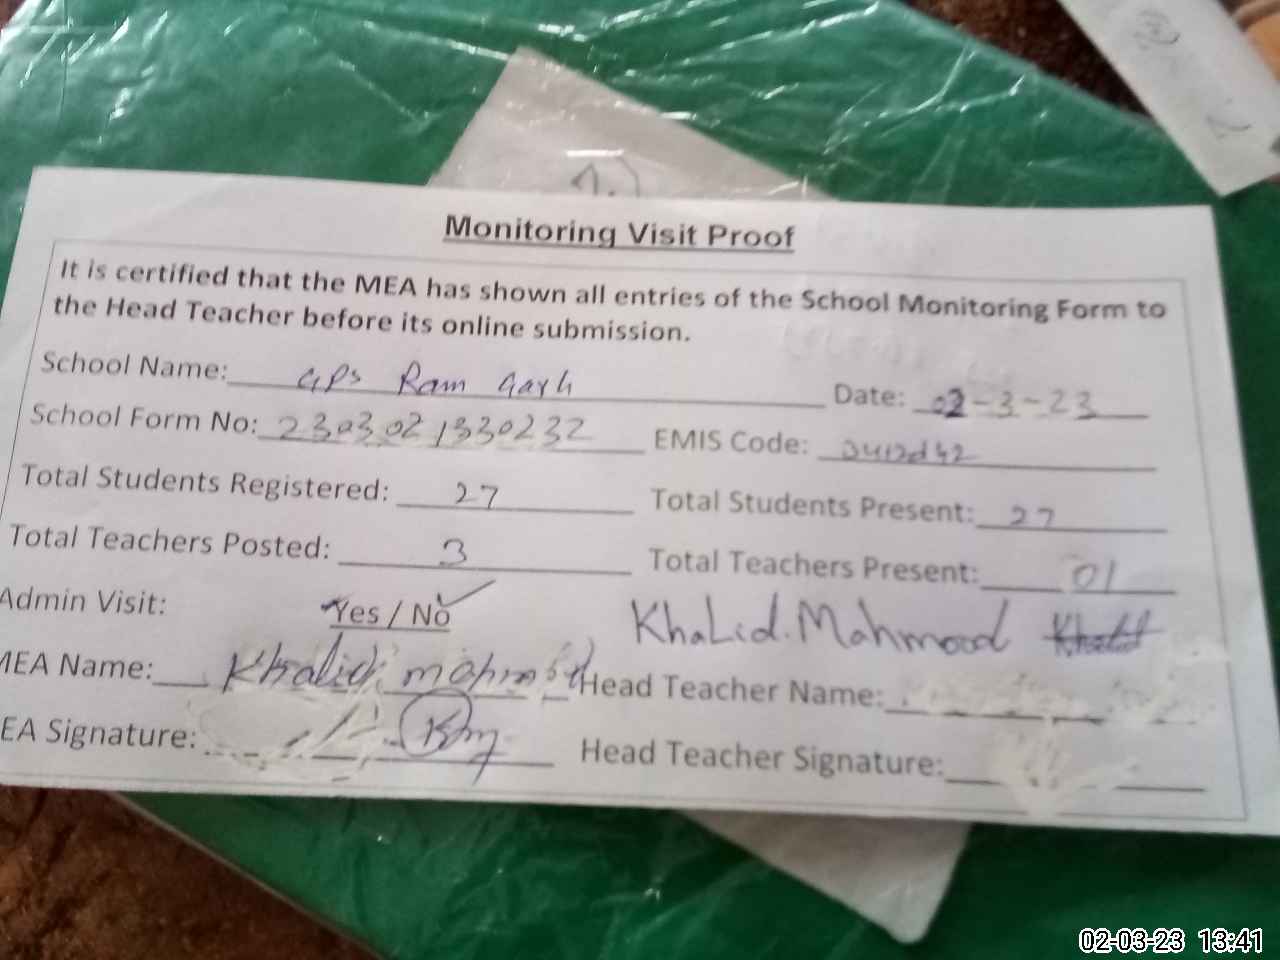 Monitoring Visit Proof
It is certified that the MEA has shown all entries of the School Monitoring Form to
the Head Teacher before its online submission.
School Name: GPS Ram Garh Date: 02-3-23
School Form No: 2303021330232 EMIS Code:
Total Students Registered: 27 Total Students Present: 27
Total Teachers Posted: 3 Total Teachers Present: 01
Admin Visit: Yes / No KhaLid.Mahmood
MEA Name: Khalid mahmood Head Teacher Name:
EA Signature: Head Teacher Signature:
02-03-23 13:41